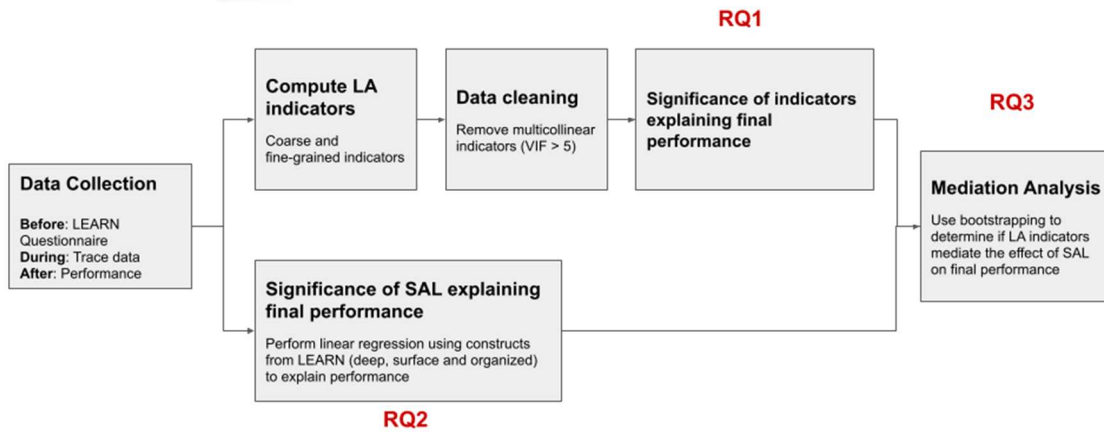 RQ1
Compute LA
indicators
Coarse and
fine-grained indicators
Data cleaning
Remove multicollinear
indicators (VIF > 5)
Significance of indicators
explaining final
performance
RQ3
Data Collection
Before: LEARN
Questionnaire
During: Trace data
After: Performance
Mediation Analysis
Use bootstrapping to
determine if LA indicators
mediate the effect of SAL
on final performance
Significance of SAL explaining
final performance
Perform linear regression using constructs
from LEARN (deep, surface and organized)
to explain performance
RQ2